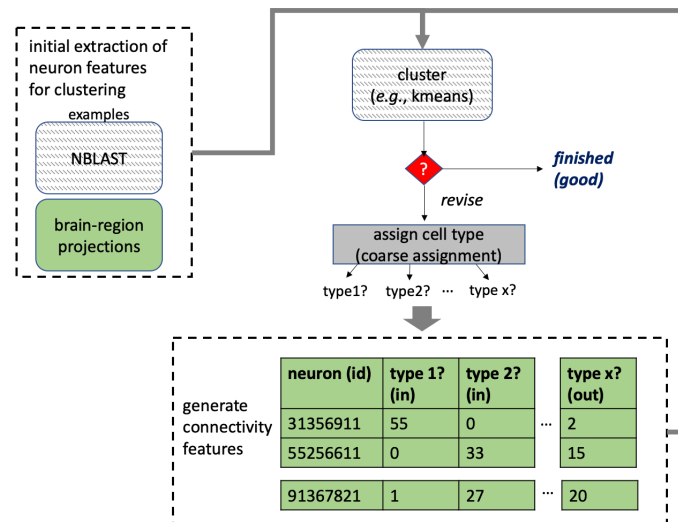 initial extraction of
neuron features
for clustering
examples
NBLAST
brain-region
projections
cluster
(e.g., kmeans)
?
finished
(good)
revise
assign cell type
(coarse assignment)
type1? type2? ... type x?
generate
connectivity
features
neuron (id) type 1? (in) type 2? (in) type x? (out)
31356911 55 0 ... 2
55256611 0 33 15
91367821 1 27 ... 20